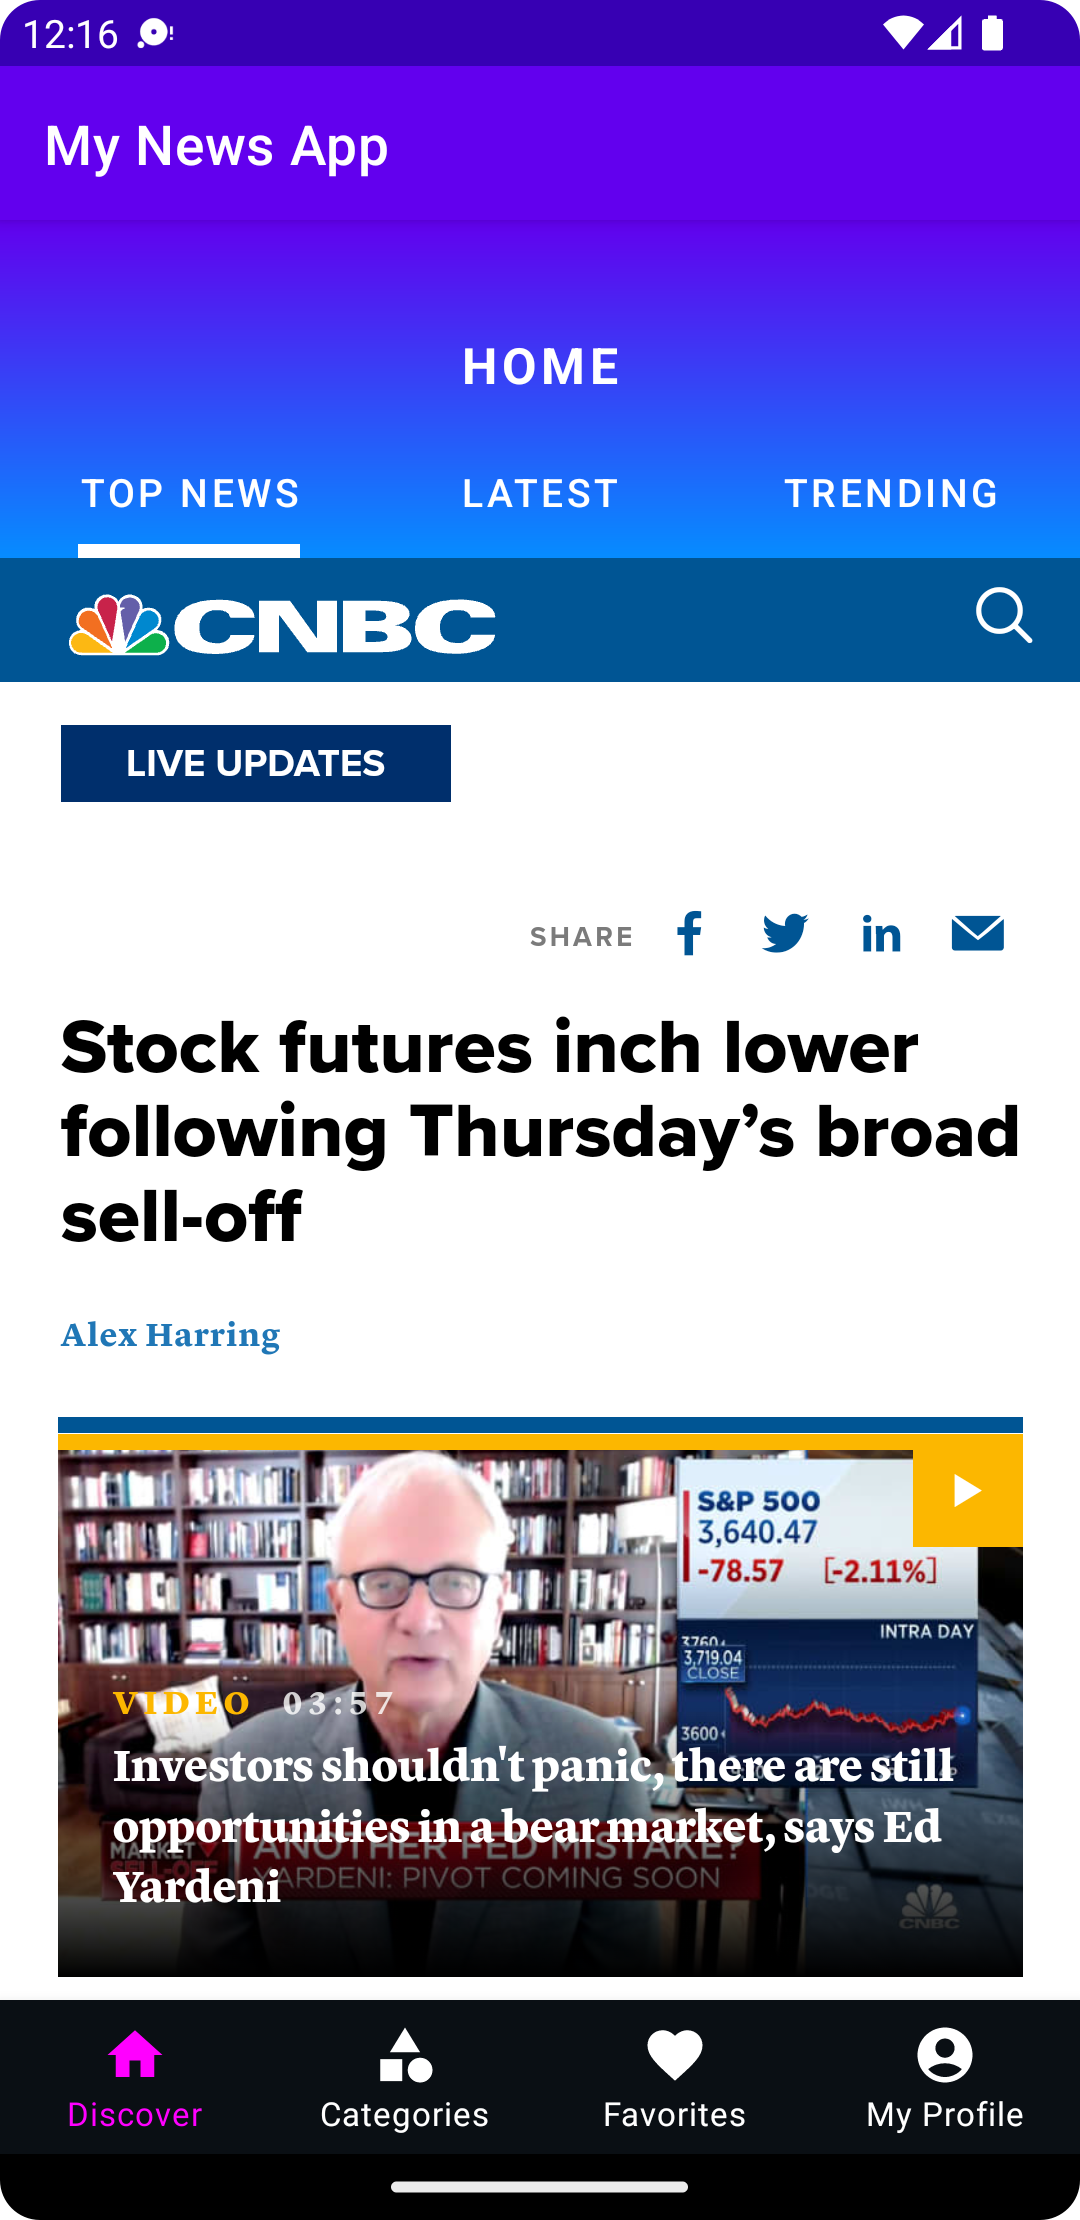 12:16
My News App
HOME
TOP NEWS LATEST TRENDING
CNBC
LIVE UPDATES
SHARE
Stock futures inch lower
following Thursday’s broad
sell-off
Alex Harring
S&P 500
3,640.47
-78.57 [-2.11%]
INTRA DAY
3760
3,719.04
CLOSE
3600
VIDEO 03:57
Investors shouldn't panic, there are still
opportunities in a bear market, says Ed
Yardeni
MARKET
SELL-OFF
ANOTHER FED MISTAKE?
YARDENI: PIVOT COMING SOON
CNBC
Discover Categories Favorites My Profile